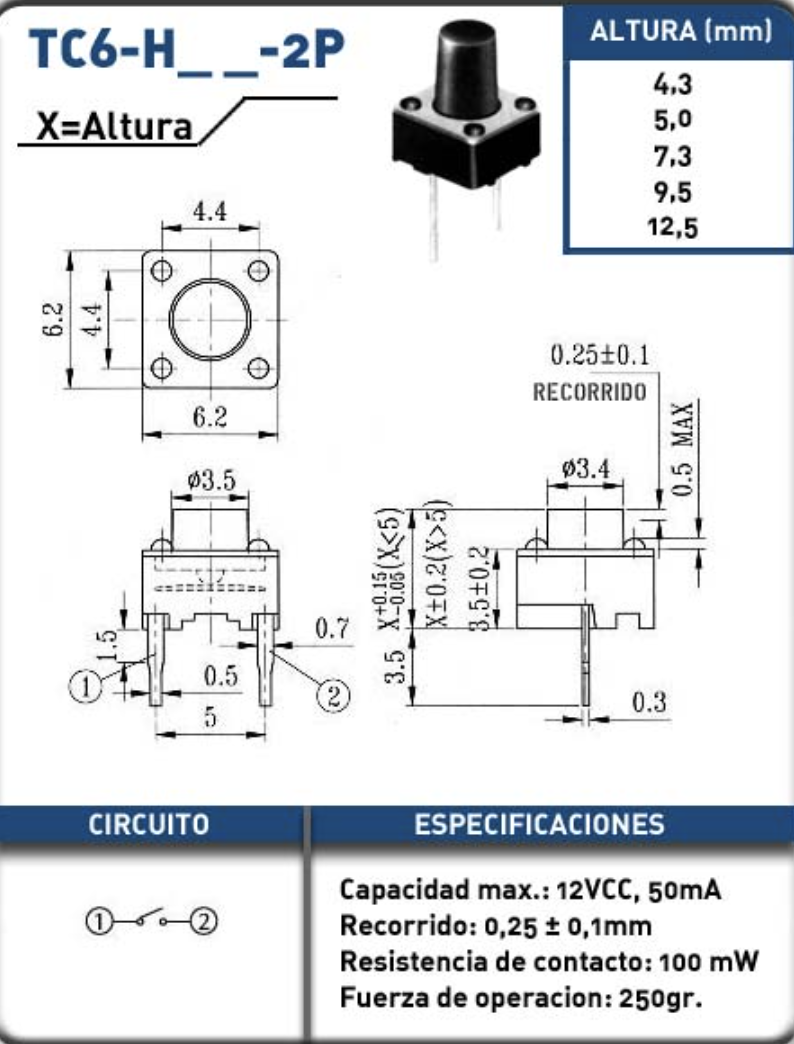 TC6-H_ _-2P
X=Altura
ALTURA (mm)
4,3
5,0
7,3
9,5
12,5
4.4
6.2
4.4
6.2
0.25±0.1
RECORRIDO
0.5 MAX
ø3.5
ø3.4
X+0.15-0.05(X≤5)
X±0.2(X>5)
3.5±0.2
1.5
0.7
1
0.5
2
5
3.5
0.3
CIRCUITO
1 2
ESPECIFICACIONES
Capacidad max.: 12VCC, 50mA
Recorrido: 0,25 ± 0,1mm
Resistencia de contacto: 100 mW
Fuerza de operacion: 250gr.